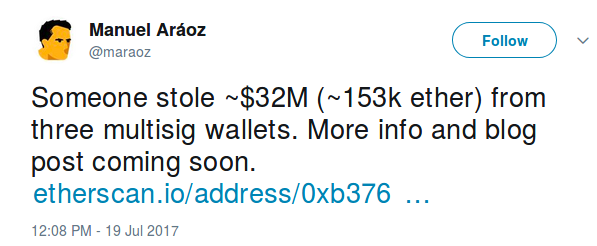 Manuel Aráoz
@maraoz
Follow
Someone stole ~$32M (~153k ether) from
three multisig wallets. More info and blog
post coming soon.
etherscan.io/address/0xb376 …
12:08 PM - 19 Jul 2017